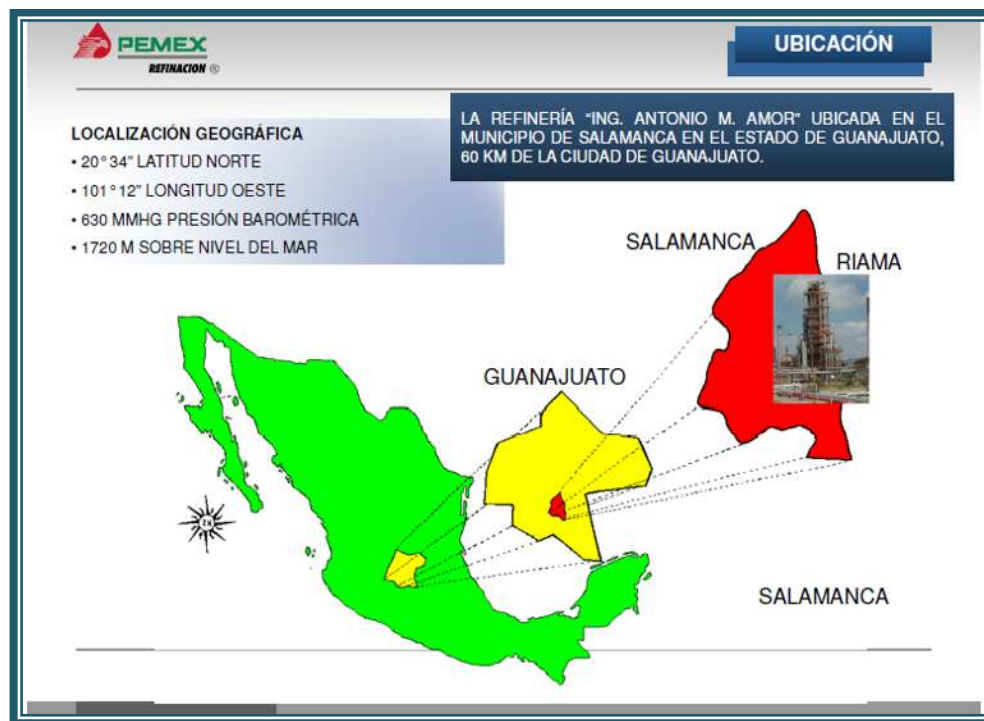 PEMEX
REFINACION ®
UBICACIÓN
LA REFINERÍA “ING. ANTONIO M. AMOR” UBICADA EN EL
MUNICIPIO DE SALAMANCA EN EL ESTADO DE GUANAJUATO,
60 KM DE LA CIUDAD DE GUANAJUATO.
LOCALIZACIÓN GEOGRÁFICA
• 20°34” LATITUD NORTE
• 101°12” LONGITUD OESTE
• 630 MMHG PRESIÓN BAROMÉTRICA
• 1720 M SOBRE NIVEL DEL MAR
SALAMANCA
RIAMA
GUANAJUATO
SALAMANCA